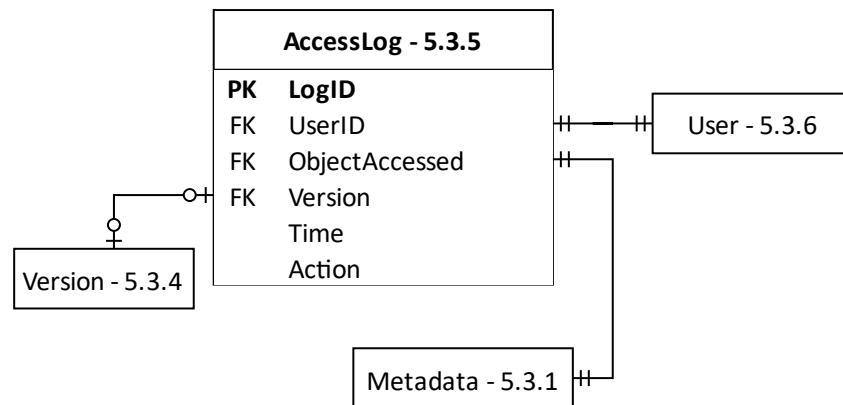 AccessLog - 5.3.5
PK LogID
FK UserID
FK ObjectAccessed
FK Version
Time
Action
User - 5.3.6
Version - 5.3.4
Metadata - 5.3.1